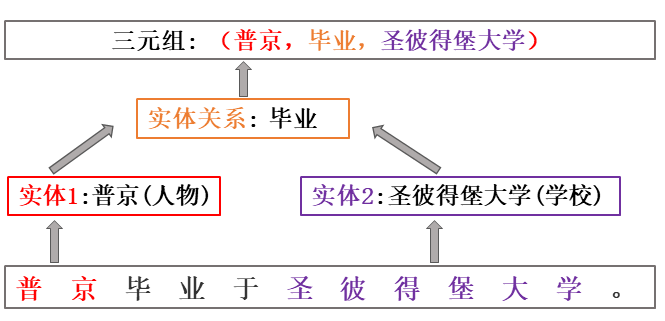 三元组: （普京，毕业，圣彼得堡大学）
实体关系: 毕业
实体1:普京(人物)
实体2:圣彼得堡大学(学校)
普京毕业于圣彼得堡大学。